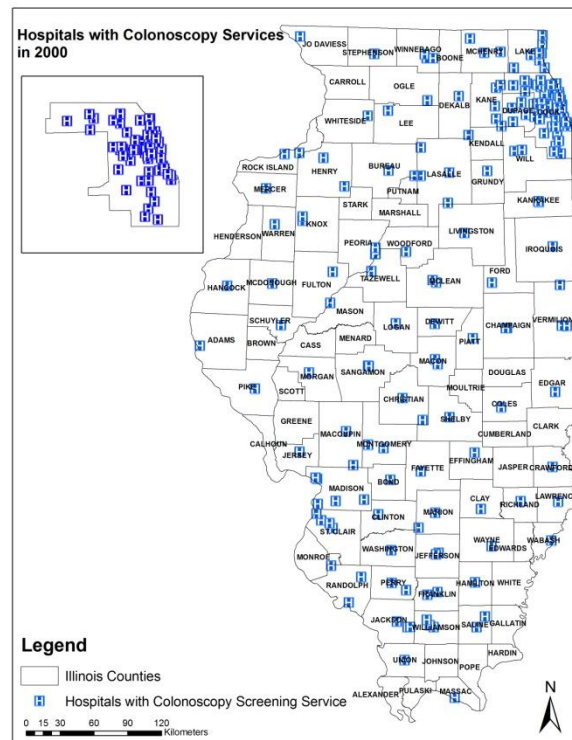 Hospitals with Colonoscopy Services
in 2000
JO DAVIESS
STEPHENSON
WINNEBAGO
BOONE
MCHENRY
LAKE
CARROLL
OGLE
DEKALB
KANE
DUPAGE
COOK
WHITESIDE
LEE
KENDALL
WILL
ROCK ISLAND
HENRY
BUREAU
LASALLE
GRUNDY
MERCER
PUTNAM
KANKAKEE
STARK
MARSHALL
HENDERSON
WARREN
KNOX
LIVINGSTON
PEORIA
WOODFORD
IROQUOIS
HANCOCK
MCDONOUGH
FULTON
TAZEWELL
MCLEAN
FORD
MASON
SCHUYLER
LOGAN
DEWITT
CHAMPAIGN
VERMILION
ADAMS
BROWN
CASS
MENARD
PIATT
MACON
MORGAN
SANGAMON
DOUGLAS
PIKE
SCOTT
MOULTRIE
EDGAR
CHRISTIAN
COLES
GREENE
SHELBY
CLARK
CALHOUN
MACOUPIN
CUMBERLAND
JERSEY
MONTGOMERY
EFFINGHAM
FAYETTE
JASPER
CRAWFORD
MADISON
BOND
CLAY
RICHLAND
LAWRENCE
CLINTON
MARION
ST CLAIR
WAYNE
WABASH
MONROE
WASHINGTON
JEFFERSON
EDWARDS
RANDOLPH
PERRY
HAMILTON
WHITE
FRANKLIN
JACKSON
WILLIAMSON
SALINE
GALLATIN
HARDIN
UNION
JOHNSON
POPE
ALEXANDER
PULASKI
MASSAC
Legend
Illinois Counties
H Hospitals with Colonoscopy Screening Service
0 15 30 60 90 120
Kilometers
N